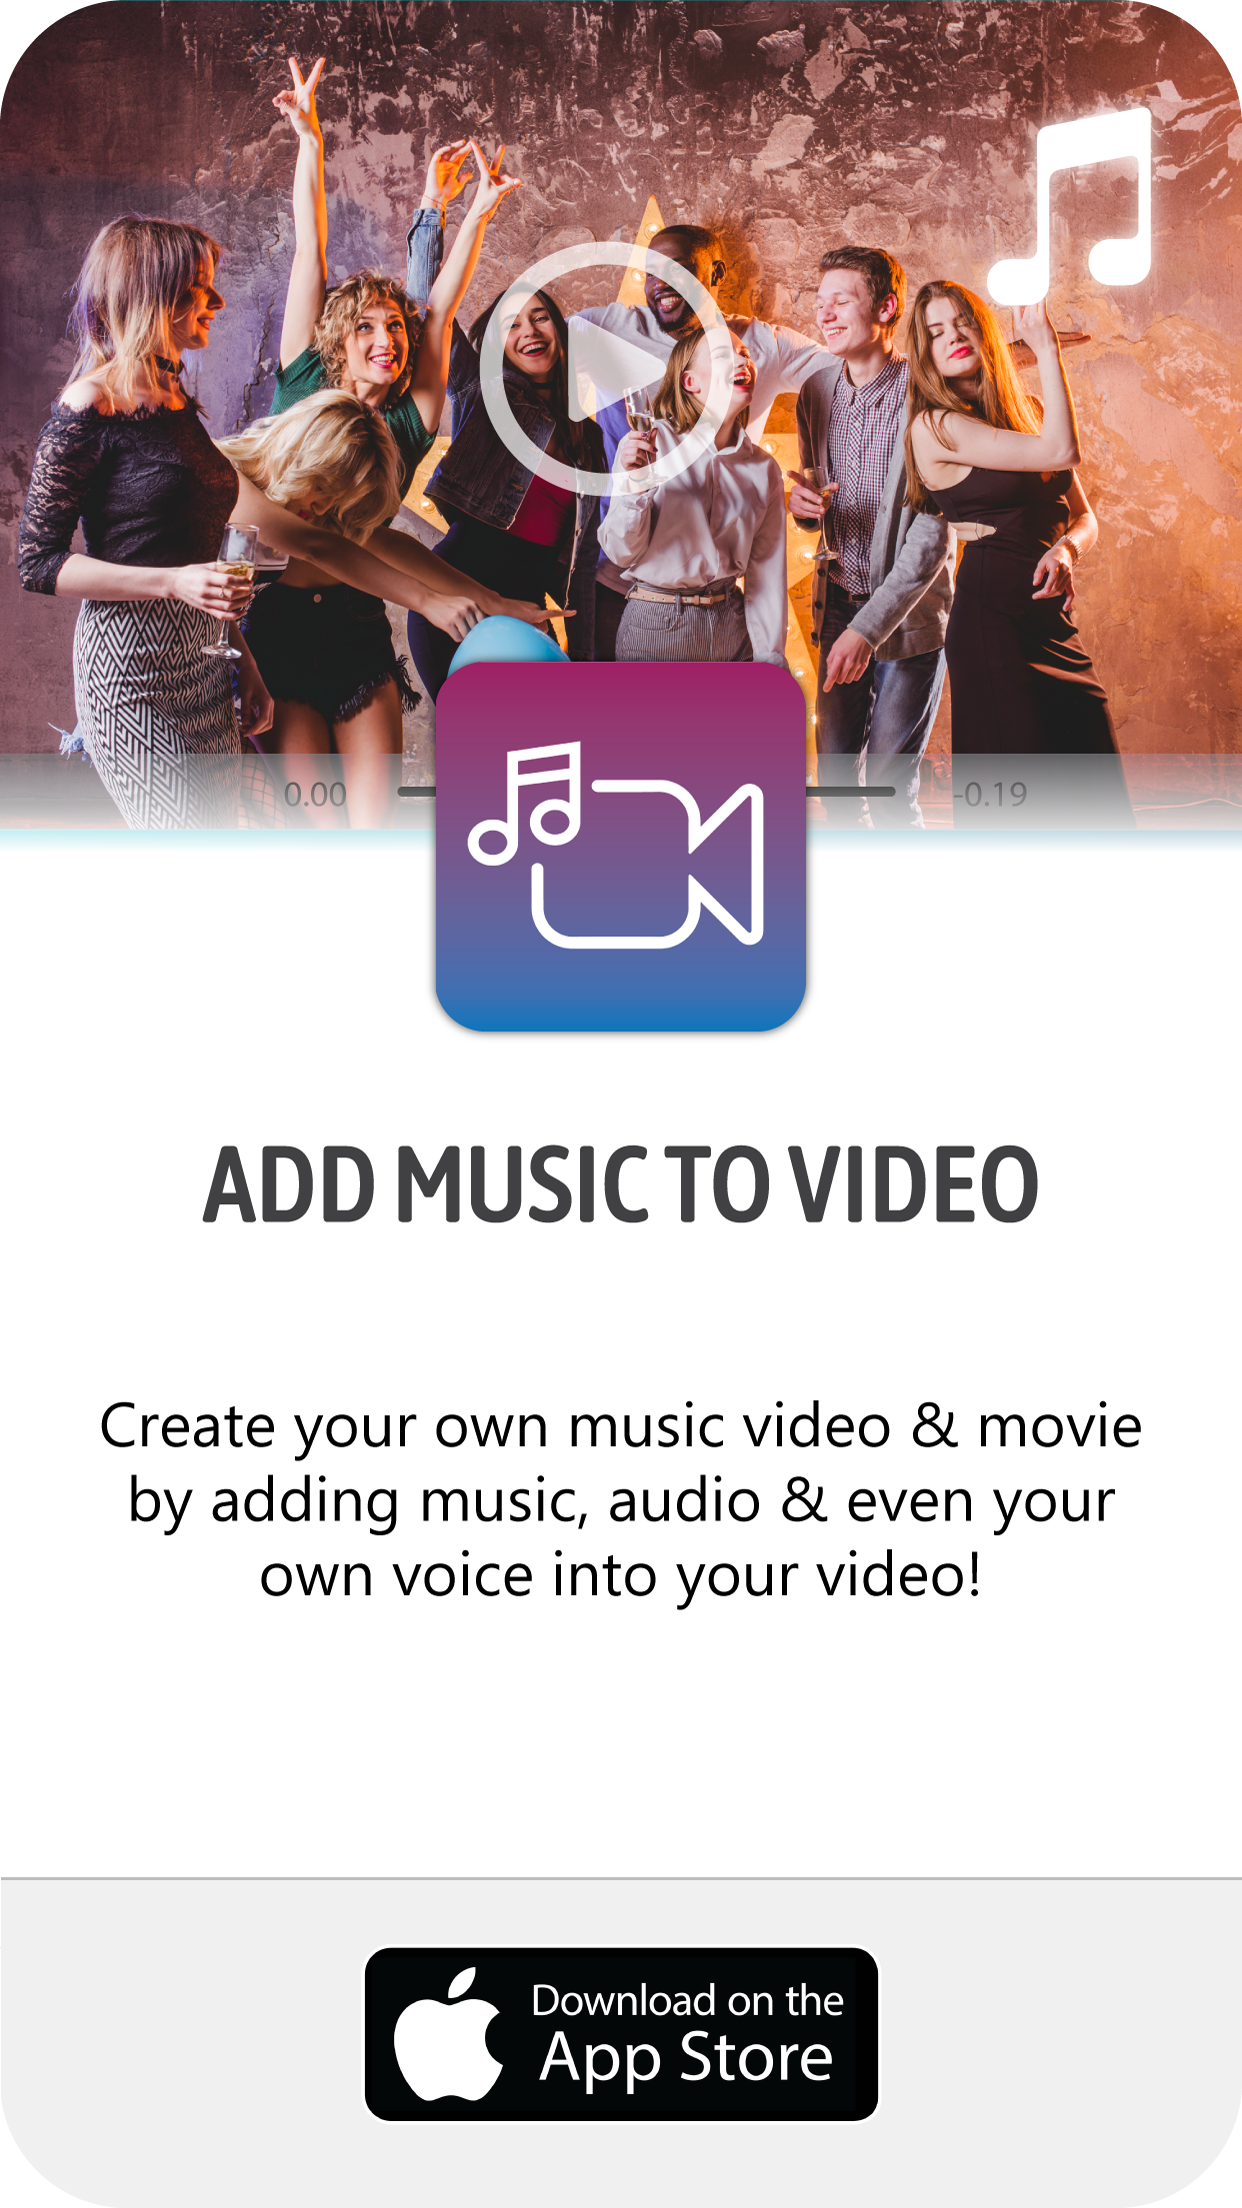 0.00 -0.19
ADD MUSIC TO VIDEO
Create your own music video & movie
by adding music, audio & even your
own voice into your video!
Download on the
App Store